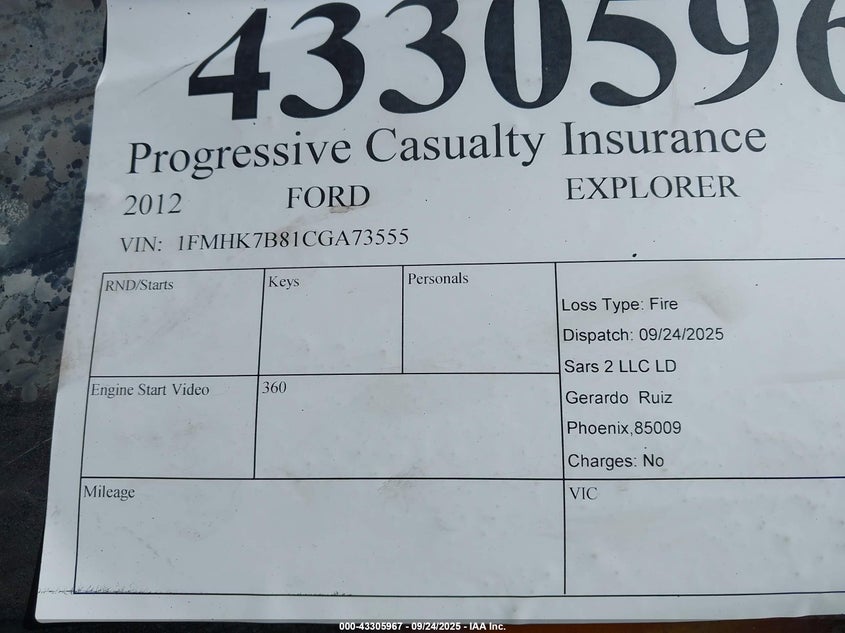 4330596
Progressive Casualty Insurance
2012 FORD EXPLORER
VIN: 1FMHK7B81CGA73555
RND/Starts Keys Personals
Loss Type: Fire
Dispatch: 09/24/2025
Sars 2 LLC LD
Engine Start Video 360
Gerardo Ruiz
Phoenix,85009
Charges: No
Mileage VIC
000-43305967 - 09/24/2025 - IAA Inc.